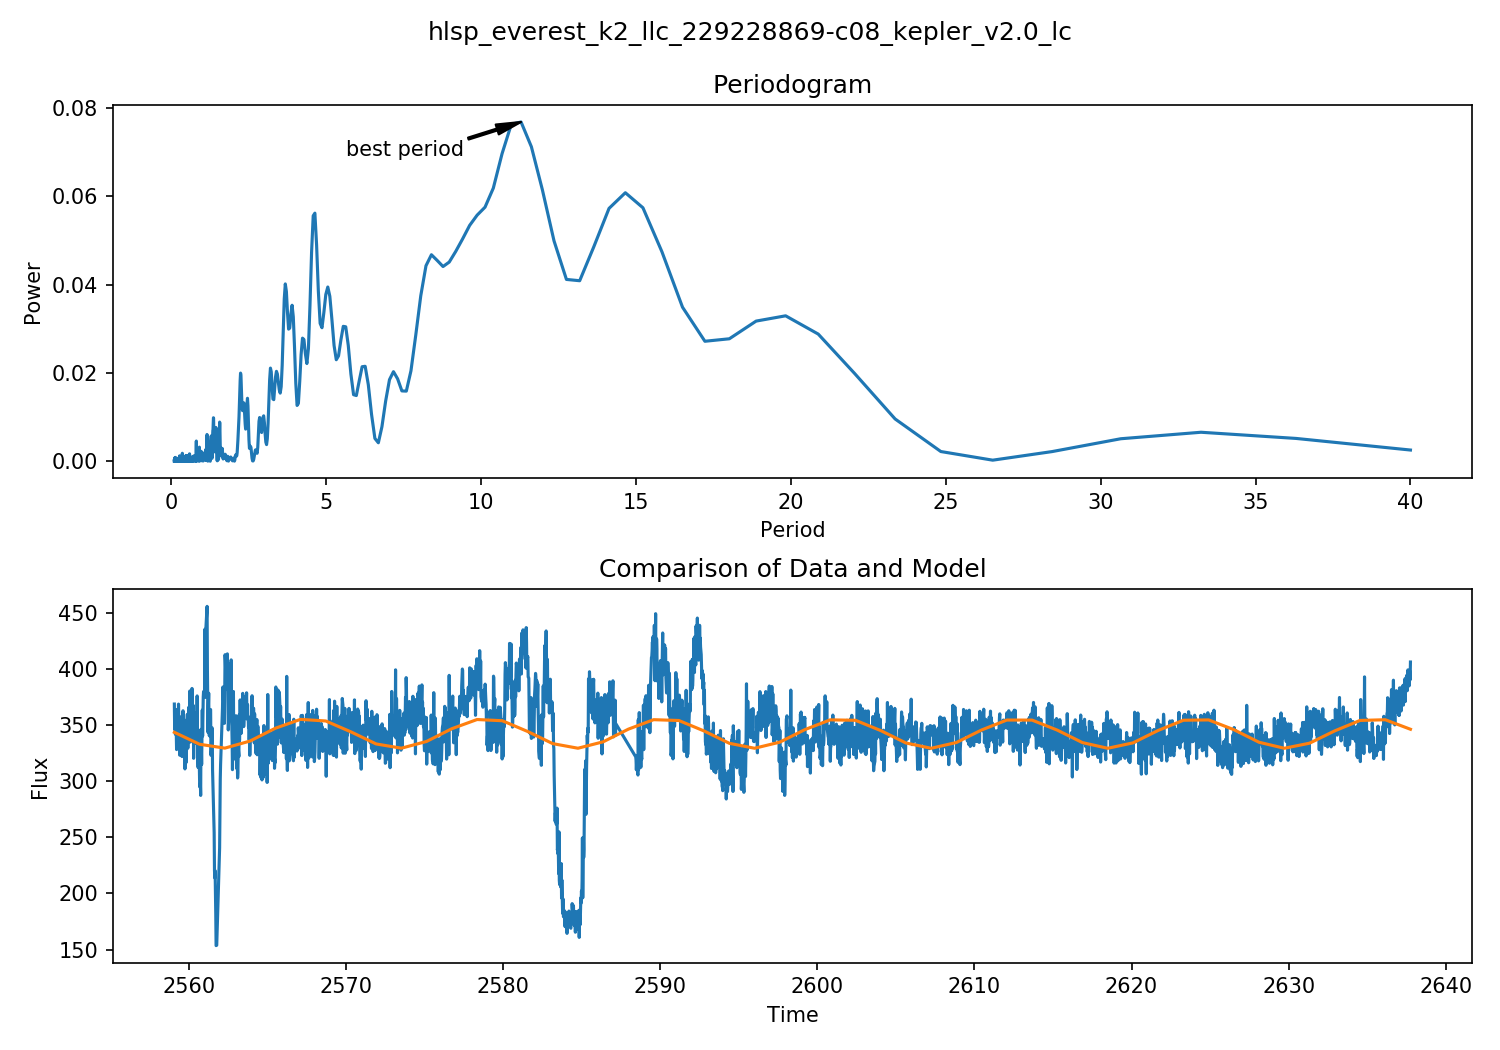 hlsp_everest_k2_llc_229228869-c08_kepler_v2.0_lc
Periodogram
0.08
0.06
0.04
0.02
0.00
Power
best period
0 5 10 15 20 25 30 35 40
Period
Comparison of Data and Model
450
400
350
300
250
200
150
Flux
2560 2570 2580 2590 2600 2610 2620 2630 2640
Time